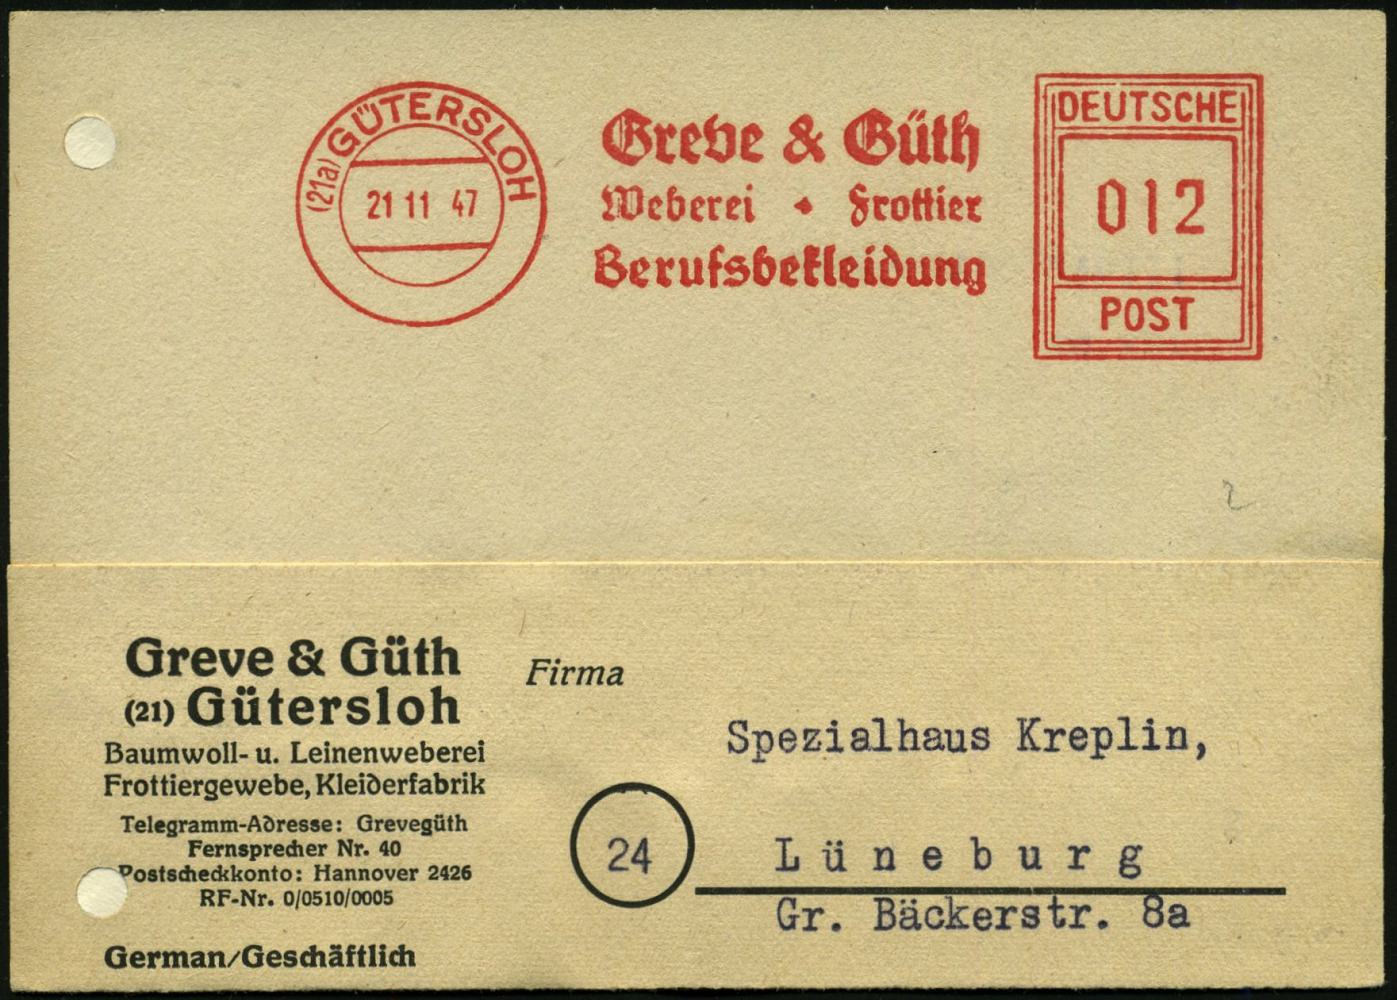 (21a) GÜTERSLOH
21 11 47
Greve & Güth
Weberei • Frottier
Berufsbekleidung
DEUTSCHE
012
POST
2
Greve & Güth
(21) Gütersloh
Baumwoll- u. Leinenweberei
Frottiergewebe, Kleiderfabrik
Telegramm-Adresse: Grevegüth
Fernsprecher Nr. 40
Postscheckkonto: Hannover 2426
RF-Nr. 0/0510/0005
German/Geschäftlich
Firma
Spezialhaus Kreplin,
24
Lüneburg
Gr. Bäckerstr. 8a